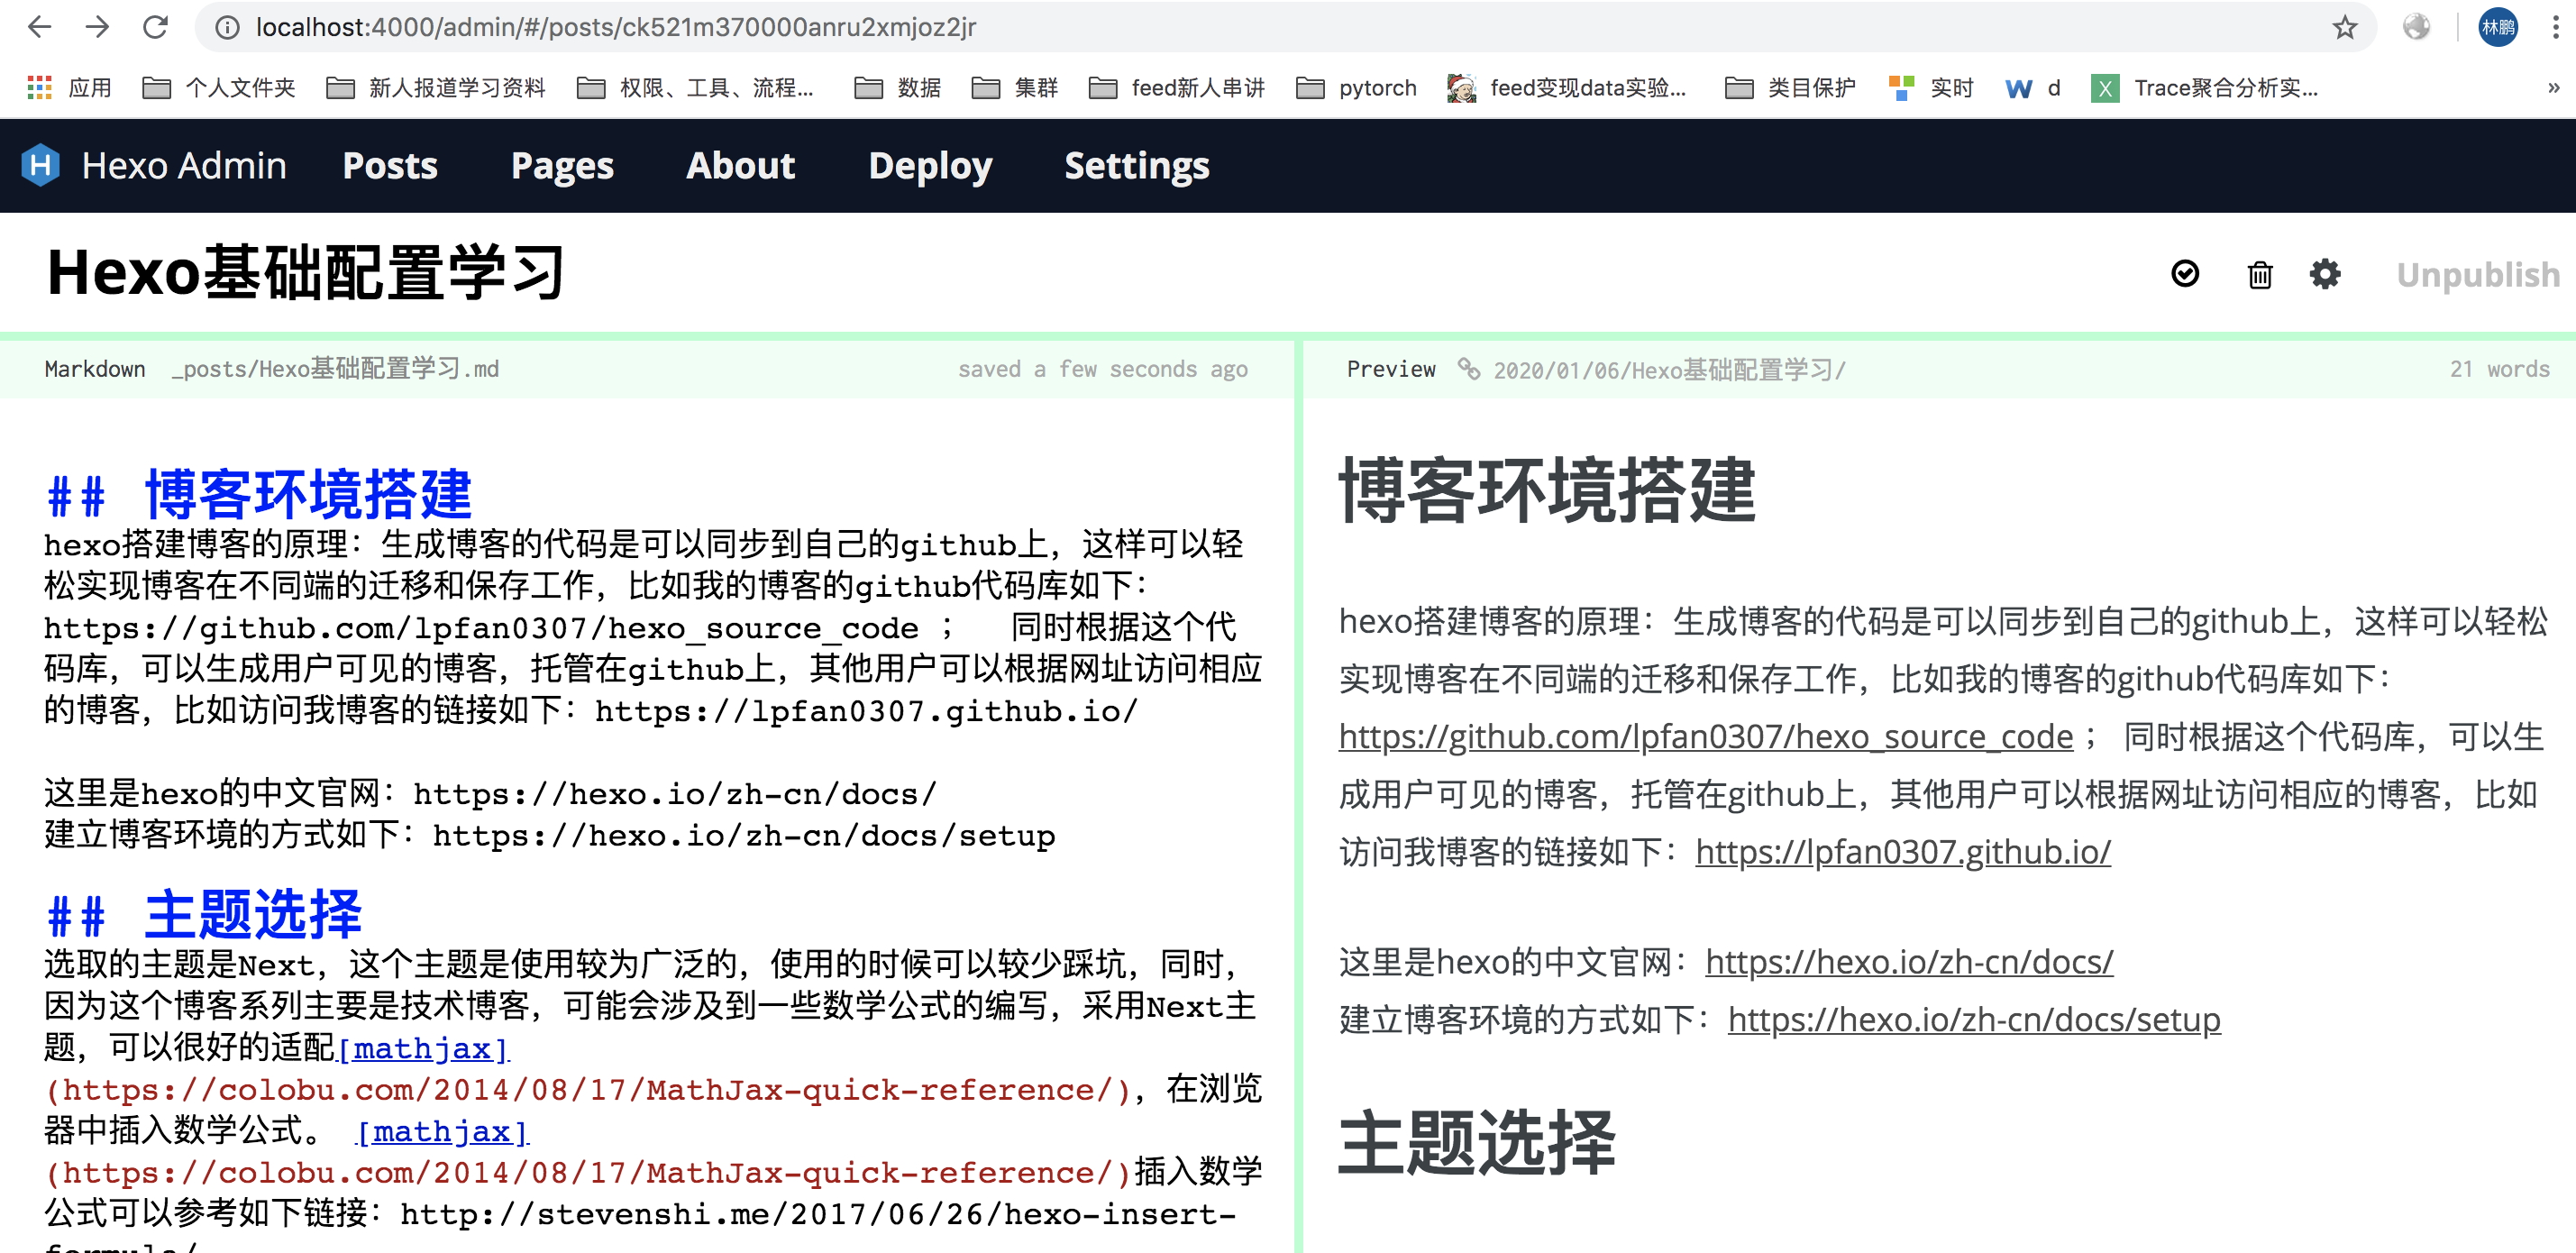 localhost:4000/admin/#/posts/ck521m370000anru2xmjoz2jr
林鹏
应用 个人文件夹 新人报道学习资料 权限、工具、流程... 数据 集群 feed新人串讲 pytorch feed变现data实验... 类目保护 实时 d Trace聚合分析实... »
Hexo Admin Posts Pages About Deploy Settings
Hexo基础配置学习
Unpublish
Markdown _posts/Hexo基础配置学习.md saved a few seconds ago
## 博客环境搭建
hexo搭建博客的原理：生成博客的代码是可以同步到自己的github上，这样可以轻
松实现博客在不同端的迁移和保存工作，比如我的博客的github代码库如下：
https://github.com/lpfan0307/hexo_source_code ； 同时根据这个代
码库，可以生成用户可见的博客，托管在github上，其他用户可以根据网址访问相应
的博客，比如访问我博客的链接如下：https://lpfan0307.github.io/
这里是hexo的中文官网：https://hexo.io/zh-cn/docs/
建立博客环境的方式如下：https://hexo.io/zh-cn/docs/setup
## 主题选择
选取的主题是Next，这个主题是使用较为广泛的，使用的时候可以较少踩坑，同时，
因为这个博客系列主要是技术博客，可能会涉及到一些数学公式的编写，采用Next主
题，可以很好的适配[mathjax]
(https://colobu.com/2014/08/17/MathJax-quick-reference/)，在浏览
器中插入数学公式。 [mathjax]
(https://colobu.com/2014/08/17/MathJax-quick-reference/)插入数学
公式可以参考如下链接：http://stevenshi.me/2017/06/26/hexo-insert-
formula/
Preview 2020/01/06/Hexo基础配置学习/ 21 words
博客环境搭建
hexo搭建博客的原理：生成博客的代码是可以同步到自己的github上，这样可以轻松
实现博客在不同端的迁移和保存工作，比如我的博客的github代码库如下：
https://github.com/lpfan0307/hexo_source_code ； 同时根据这个代码库，可以生
成用户可见的博客，托管在github上，其他用户可以根据网址访问相应的博客，比如
访问我博客的链接如下：https://lpfan0307.github.io/
这里是hexo的中文官网：https://hexo.io/zh-cn/docs/
建立博客环境的方式如下：https://hexo.io/zh-cn/docs/setup
主题选择